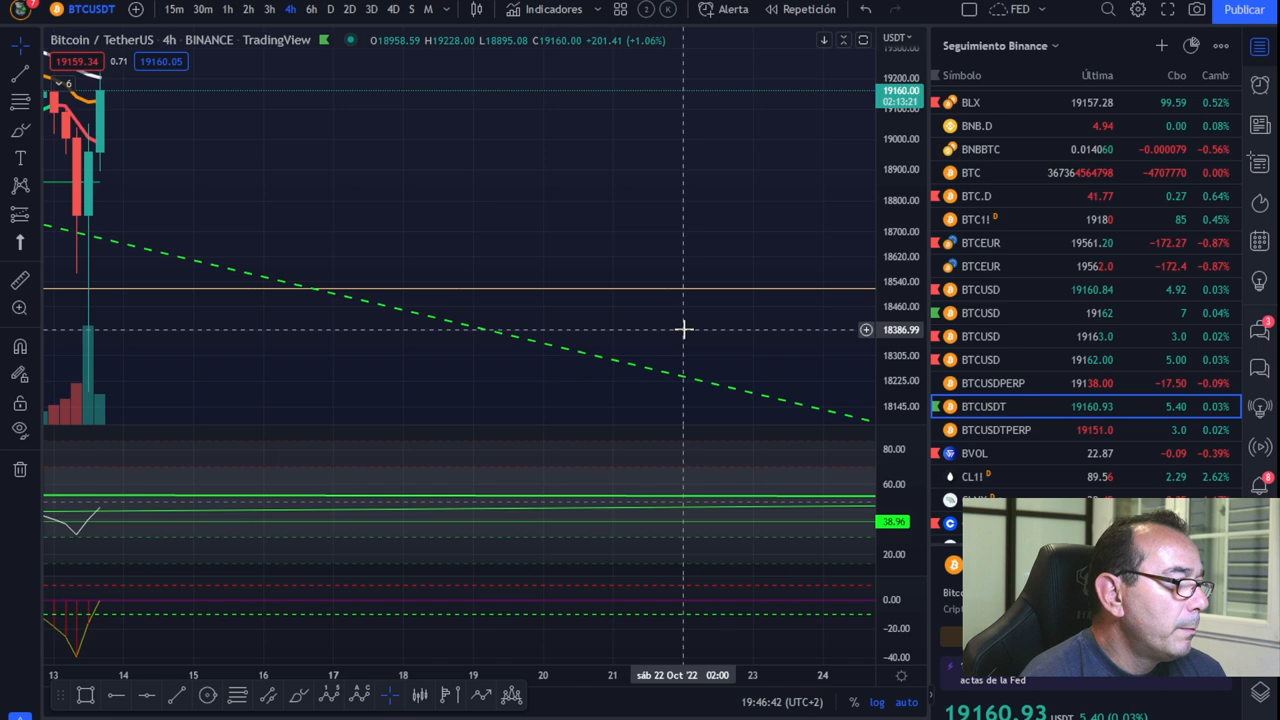 7 BTCUSDT 15m 30m 1h 2h 3h 4h 6h D 2D 3D 4D S M Indicadores 2 K Alerta Repetición FED Publicar
Bitcoin / TetherUS 4h BINANCE TradingView O18958.59 H19228.00 L18895.08 C19160.00 +201.41 (+1.06%) USDT
19159.34 0.71 19160.05
6
19200.00
19160.00
02:13:21
19000.00
18900.00
18800.00
18700.00
18620.00
18540.00
18460.00
18386.99
18305.00
18225.00
18145.00
80.00
60.00
38.96
20.00
0.00
−20.00
−40.00
13 14 16 17 18 19 20 sáb 22 Oct '22 02:00 23 24
19:46:42 (UTC+2) % log auto
Seguimiento Binance
Símbolo Última Cbo Camb
BLX 19157.28 99.59 0.52%
BNB.D 4.94 0.00 0.08%
BNBBTC 0.014060 −0.000079 −0.56%
BTC 367364564798 −4707770 0.00%
BTC.D 41.77 0.27 0.64%
BTC1! D 19180 85 0.45%
BTCEUR 19561.20 −172.27 −0.87%
BTCEUR 19562.0 −172.4 −0.87%
BTCUSD 19160.84 4.92 0.03%
BTCUSD 19162 7 0.04%
BTCUSD 19163.0 3.0 0.02%
BTCUSD 19162.00 5.00 0.03%
BTCUSDPERP 19138.00 −17.50 −0.09%
BTCUSDT 19160.93 5.40 0.03%
BTCUSDTPERP 19151.0 3.0 0.02%
BVOL 22.87 −0.09 −0.39%
CL1! D 89.56 2.29 2.62%
3
8
actas de la Fed
19160.93 USDT 5.40 (0.03%)